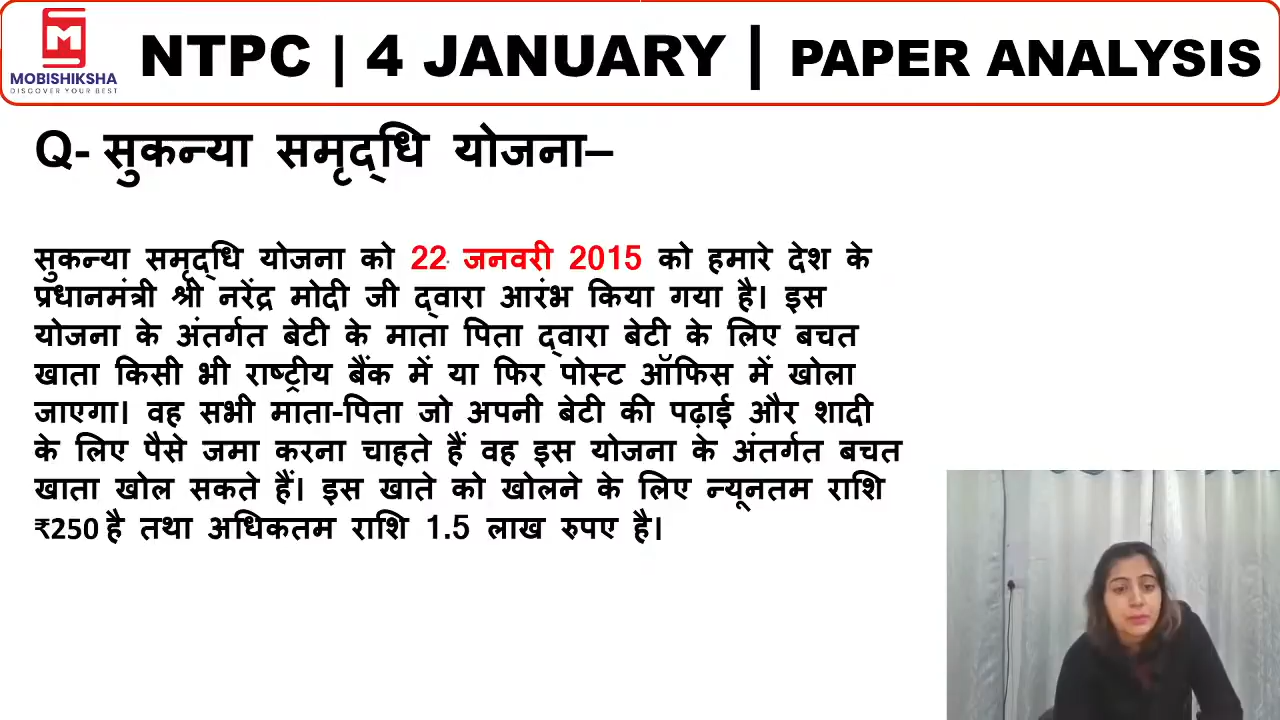 MOBISHIKSHA
DISCOVER YOUR BEST
NTPC | 4 JANUARY | PAPER ANALYSIS
Q- सुकन्या समृद्धि योजना–
सुकन्या समृद्धि योजना को 22 जनवरी 2015 को हमारे देश के
प्रधानमंत्री श्री नरेंद्र मोदी जी द्वारा आरंभ किया गया है। इस
योजना के अंतर्गत बेटी के माता पिता द्वारा बेटी के लिए बचत
खाता किसी भी राष्ट्रीय बैंक में या फिर पोस्ट ऑफिस में खोला
जाएगा। वह सभी माता-पिता जो अपनी बेटी की पढ़ाई और शादी
के लिए पैसे जमा करना चाहते हैं वह इस योजना के अंतर्गत बचत
खाता खोल सकते हैं। इस खाते को खोलने के लिए न्यूनतम राशि
₹250 है तथा अधिकतम राशि 1.5 लाख रुपए है।